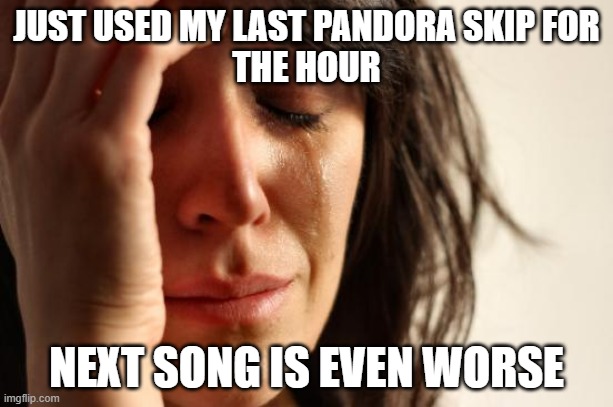 JUST USED MY LAST PANDORA SKIP FOR
THE HOUR
NEXT SONG IS EVEN WORSE
imgflip.com